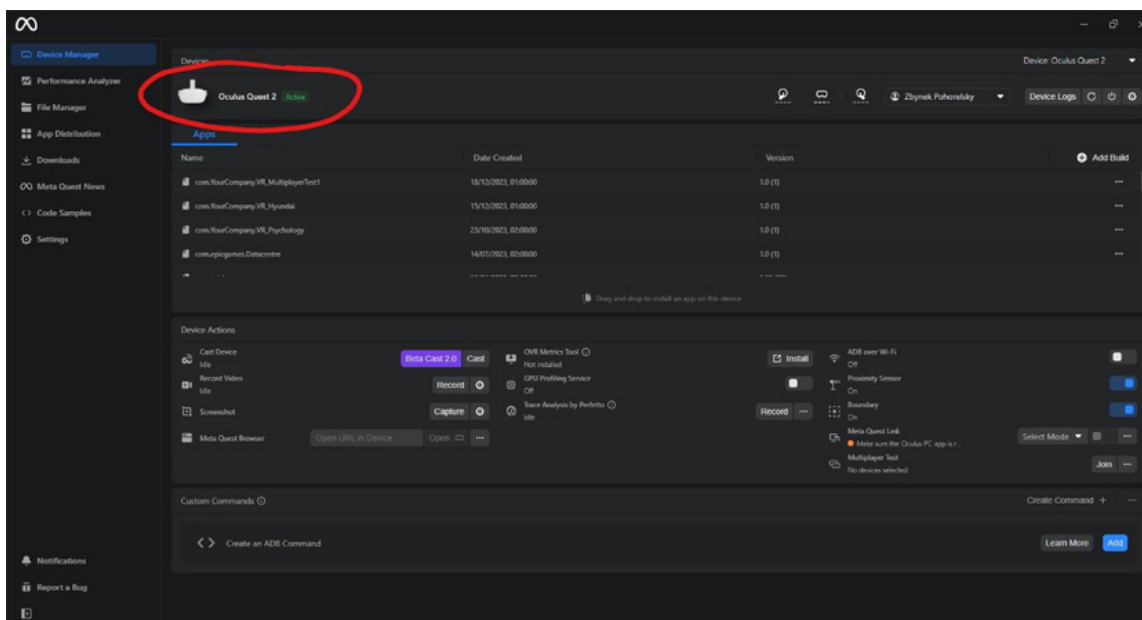 Device Manager
Performance Analyzer
File Manager
App Distribution
Downloads
Meta Quest News
Code Samples
Settings
Notifications
Report a Bug
Devices
Device: Oculus Quest 2
Oculus Quest 2 Active
Zbynek Pohorelsky
Device Logs
Apps
Name Date Created Version Add Build
com.YourCompany.VR_MultiplayerTest1 18/12/2023, 01:00:00 1.0 (1)
com.YourCompany.VR_Hyundai 15/12/2023, 01:00:00 1.0 (1)
com.YourCompany.VR_Psychology 23/10/2023, 02:00:00 1.0 (1)
com.epicgames.Datacentre 14/07/2023, 02:00:00 1.0 (1)
Drag and drop to install an app on this device
Device Actions
Cast Device
Idle
Beta Cast 2.0 Cast
Record Video
Idle
Record
Screenshot
Capture
Meta Quest Browser
Open URL in Device Open
OVR Metrics Tool
Not installed
Install
GPU Profiling Service
Off
Trace Analysis by Perfetto
Idle
Record
ADB over Wi-Fi
Off
Proximity Sensor
On
Boundary
On
Meta Quest Link
Make sure the Oculus PC app is r...
Select Mode
Multiplayer Test
No devices selected
Join
Custom Commands
Create Command +
Create an ADB Command
Learn More Add